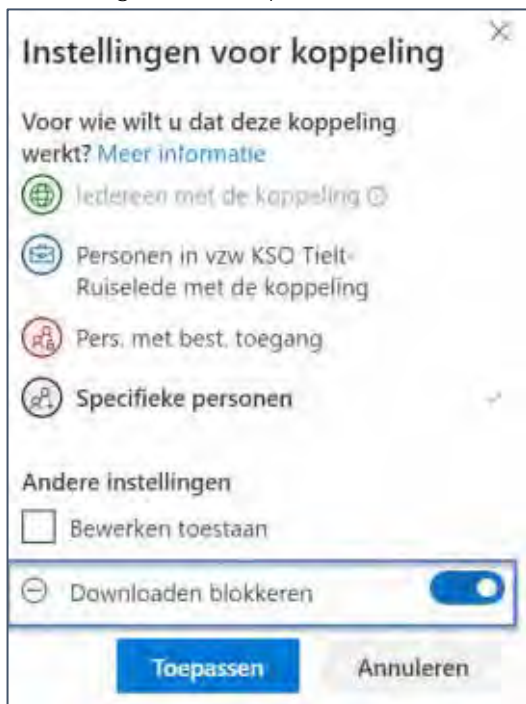 Instellingen voor koppeling
Voor wie wilt u dat deze koppeling
werkt? Meer informatie
Iedereen met de koppeling
Personen in vzw KSO Tielt-
Ruiselede met de koppeling
Pers. met best. toegang
Specifieke personen
Andere instellingen
Bewerken toestaan
Downloaden blokkeren
Toepassen Annuleren